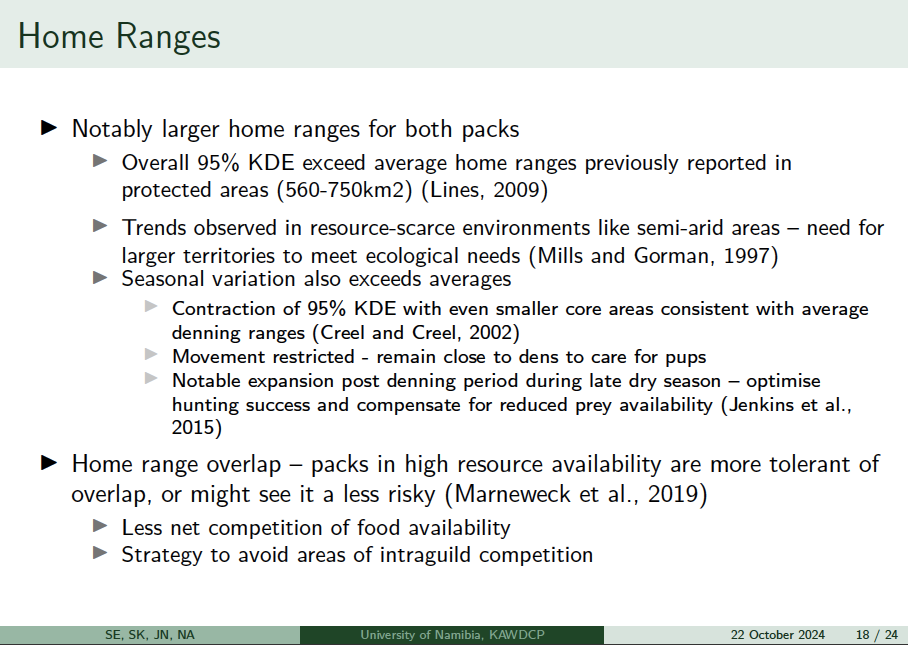 Home Ranges
Notably larger home ranges for both packs
Overall 95% KDE exceed average home ranges previously reported in
protected areas (560-750km2) (Lines, 2009)
Trends observed in resource-scarce environments like semi-arid areas – need for
larger territories to meet ecological needs (Mills and Gorman, 1997)
Seasonal variation also exceeds averages
Contraction of 95% KDE with even smaller core areas consistent with average
denning ranges (Creel and Creel, 2002)
Movement restricted - remain close to dens to care for pups
Notable expansion post denning period during late dry season – optimise
hunting success and compensate for reduced prey availability (Jenkins et al.,
2015)
Home range overlap – packs in high resource availability are more tolerant of
overlap, or might see it a less risky (Marneweck et al., 2019)
Less net competition of food availability
Strategy to avoid areas of intraguild competition
SE, SK, JN, NA University of Namibia, KAWDCP 22 October 2024 18 / 24